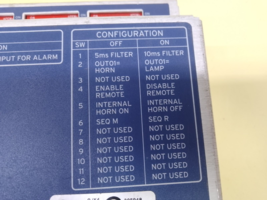 CONFIGURATION
SW OFF ON
1 5ms FILTER 10ms FILTER
2 OUT01= HORN OUT01= LAMP
3 NOT USED NOT USED
4 ENABLE REMOTE DISABLE REMOTE
5 INTERNAL HORN ON INTERNAL HORN OFF
6 SEQ M SEQ R
7 NOT USED NOT USED
8 NOT USED NOT USED
9 NOT USED NOT USED
10 NOT USED NOT USED
11 NOT USED NOT USED
12 NOT USED NOT USED
ON
PUT FOR ALARM